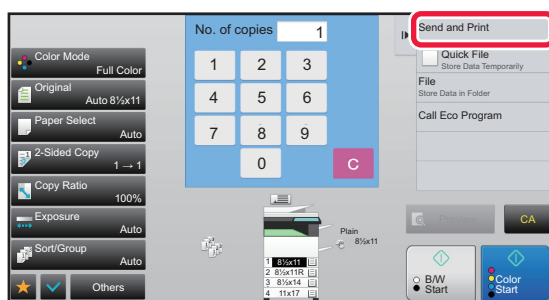 No. of copies 1
Color Mode
Full Color
Original
Auto 8½x11
Paper Select
Auto
2-Sided Copy
1→1
Copy Ratio
100%
Exposure
Auto
Sort/Group
Auto
Others
1 2 3
4 5 6
7 8 9
0 C
Plain
8½x11
1 8½x11
2 8½x11R
3 8½x14
4 11x17
Send and Print
Quick File
Store Data Temporarily
File
Store Data in Folder
Call Eco Program
Preview
CA
B/W
Start
Color
Start